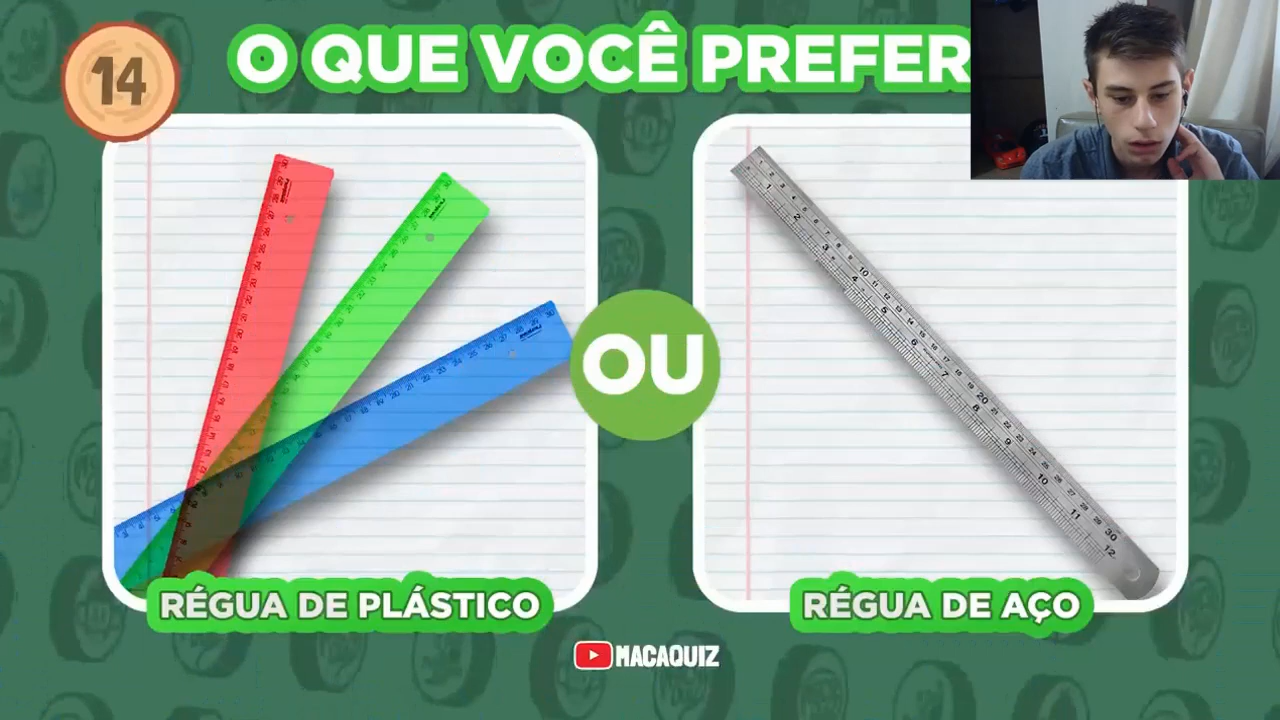 14
O QUE VOCÊ PREFER
OU
RÉGUA DE PLÁSTICO
RÉGUA DE AÇO
MACAQUIZ